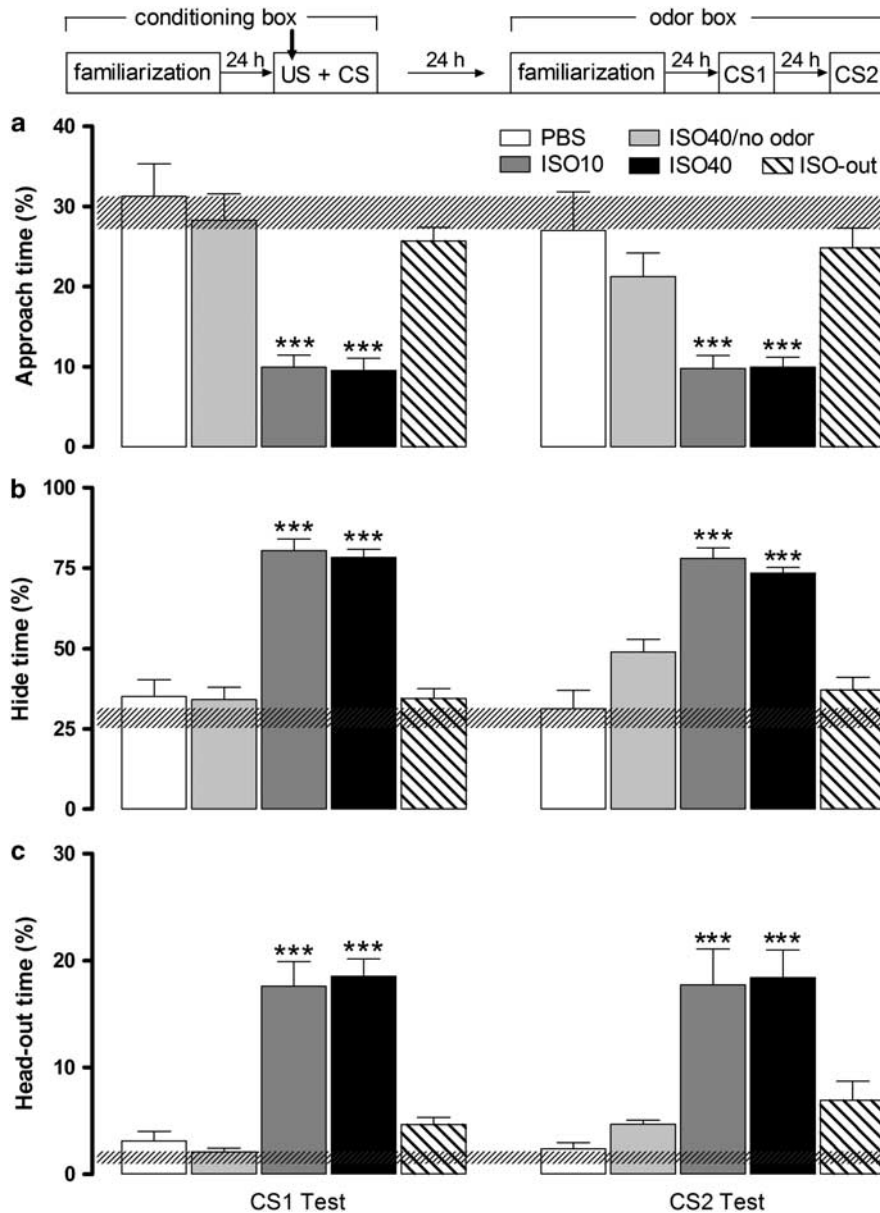 conditioning box
odor box
familiarization 24 h US + CS 24 h familiarization 24 h CS1 24 h CS2
a
PBS ISO40/no odor
ISO10 ISO40 ISO-out
Approach time (%)
40
30
20
10
0
*** *** *** ***
b
Hide time (%)
100
75
50
25
0
*** *** *** ***
c
Head-out time (%)
30
20
10
0
*** *** *** ***
CS1 Test CS2 Test